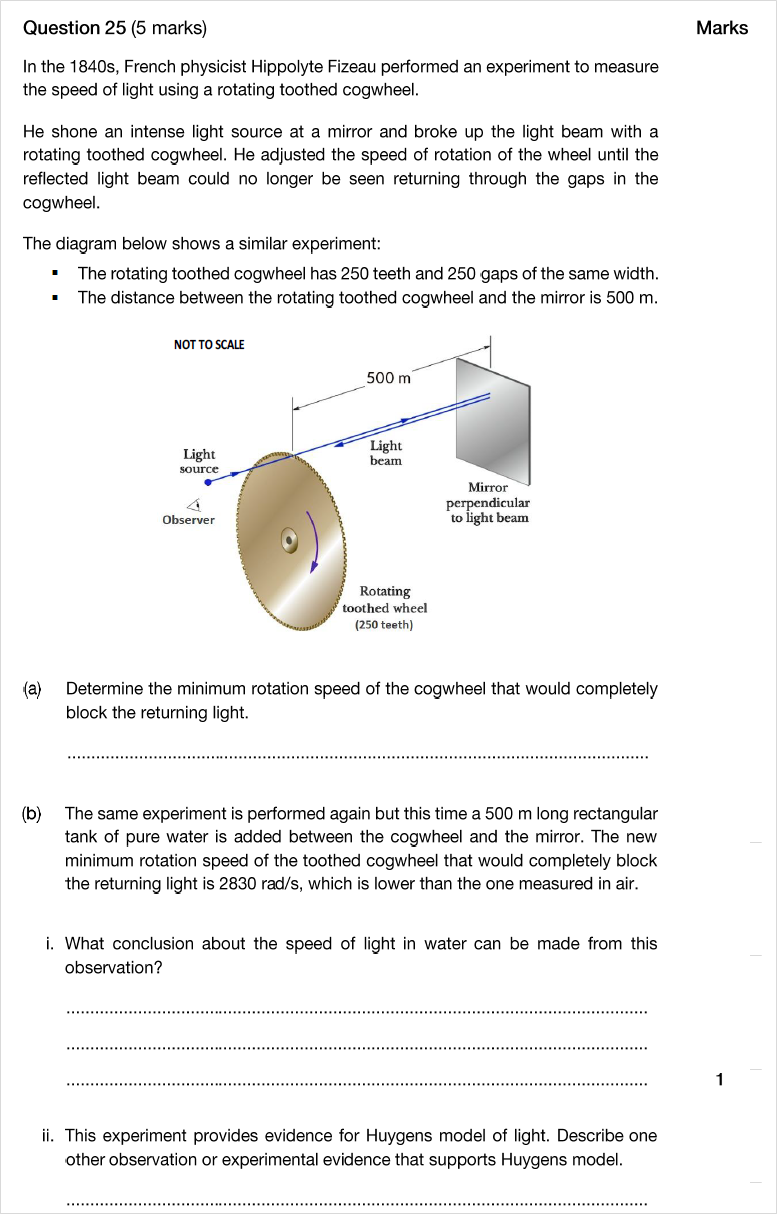 Question 25 (5 marks)
Marks
In the 1840s, French physicist Hippolyte Fizeau performed an experiment to measure
the speed of light using a rotating toothed cogwheel.
He shone an intense light source at a mirror and broke up the light beam with a
rotating toothed cogwheel. He adjusted the speed of rotation of the wheel until the
reflected light beam could no longer be seen returning through the gaps in the
cogwheel.
The diagram below shows a similar experiment:
▪ The rotating toothed cogwheel has 250 teeth and 250 gaps of the same width.
▪ The distance between the rotating toothed cogwheel and the mirror is 500 m.
NOT TO SCALE
500 m
Light
source
Light
beam
Observer
Mirror
perpendicular
to light beam
Rotating
toothed wheel
(250 teeth)
(a) Determine the minimum rotation speed of the cogwheel that would completely
block the returning light.
(b) The same experiment is performed again but this time a 500 m long rectangular
tank of pure water is added between the cogwheel and the mirror. The new
minimum rotation speed of the toothed cogwheel that would completely block
the returning light is 2830 rad/s, which is lower than the one measured in air.
i. What conclusion about the speed of light in water can be made from this
observation?
1
ii. This experiment provides evidence for Huygens model of light. Describe one
other observation or experimental evidence that supports Huygens model.